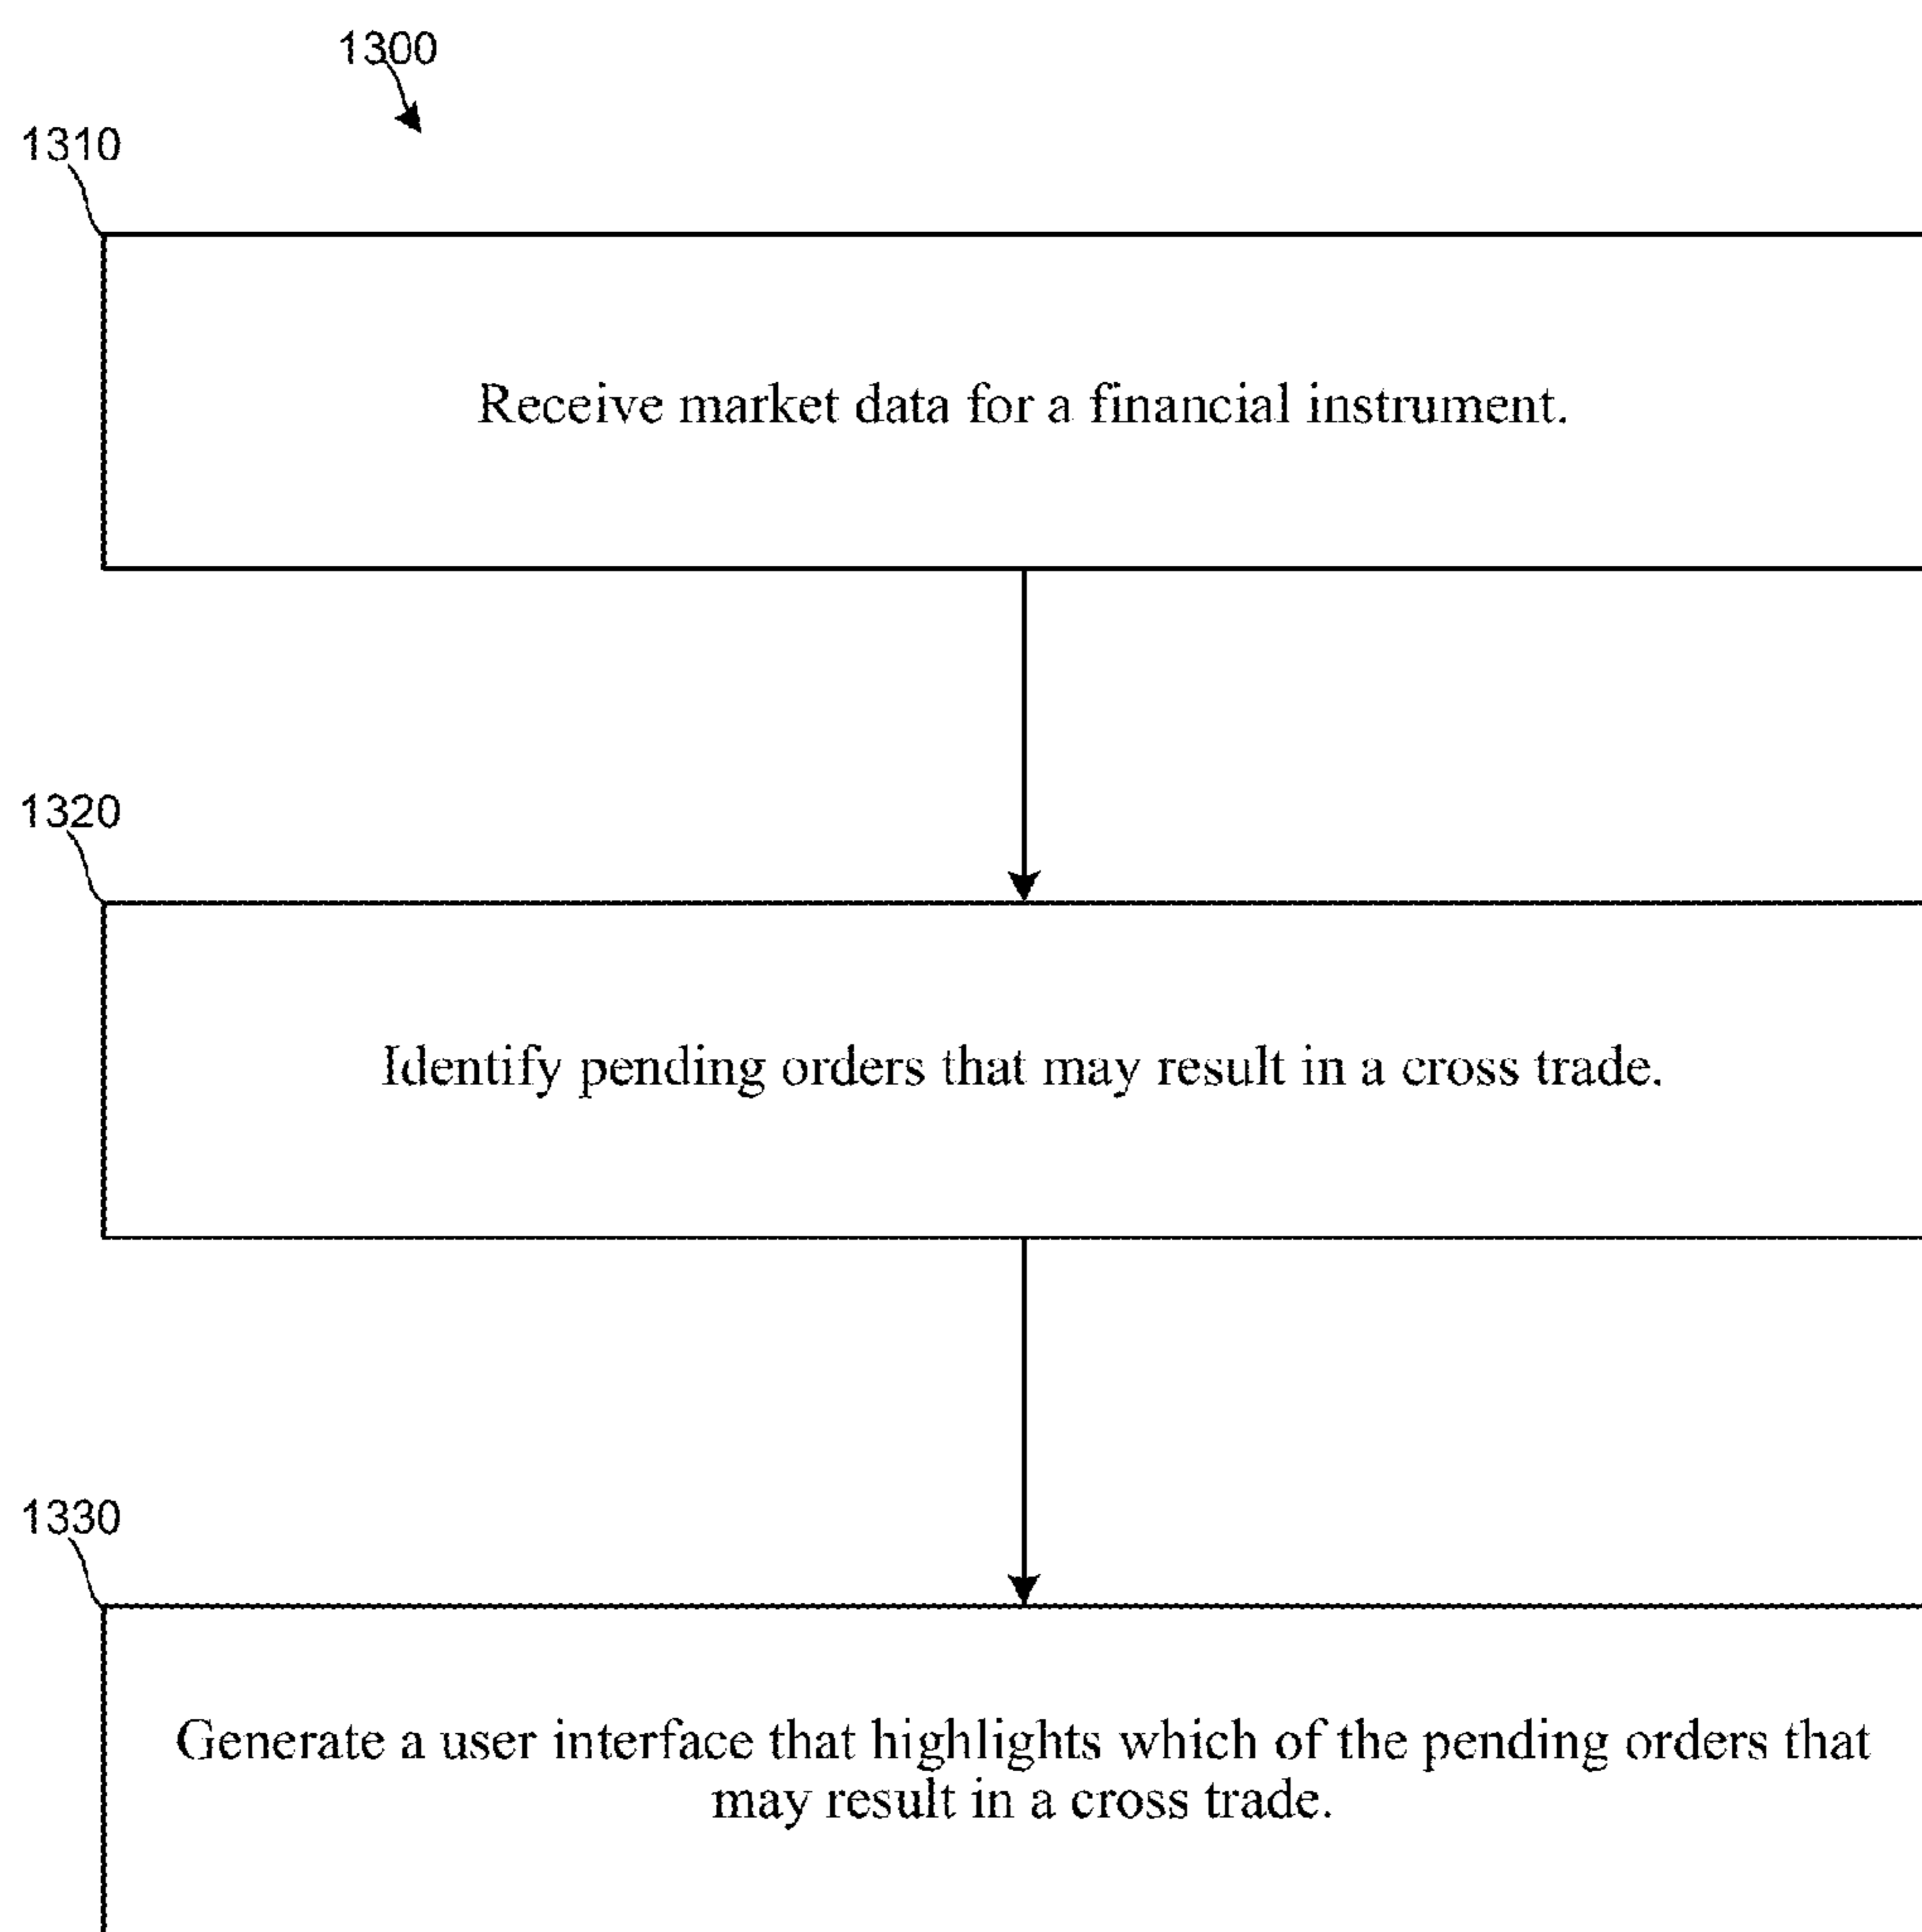 1300
1310
Receive market data for a financial instrument.
1320
Identify pending orders that may result in a cross trade.
1330
Generate a user interface that highlights which of the pending orders that
may result in a cross trade.